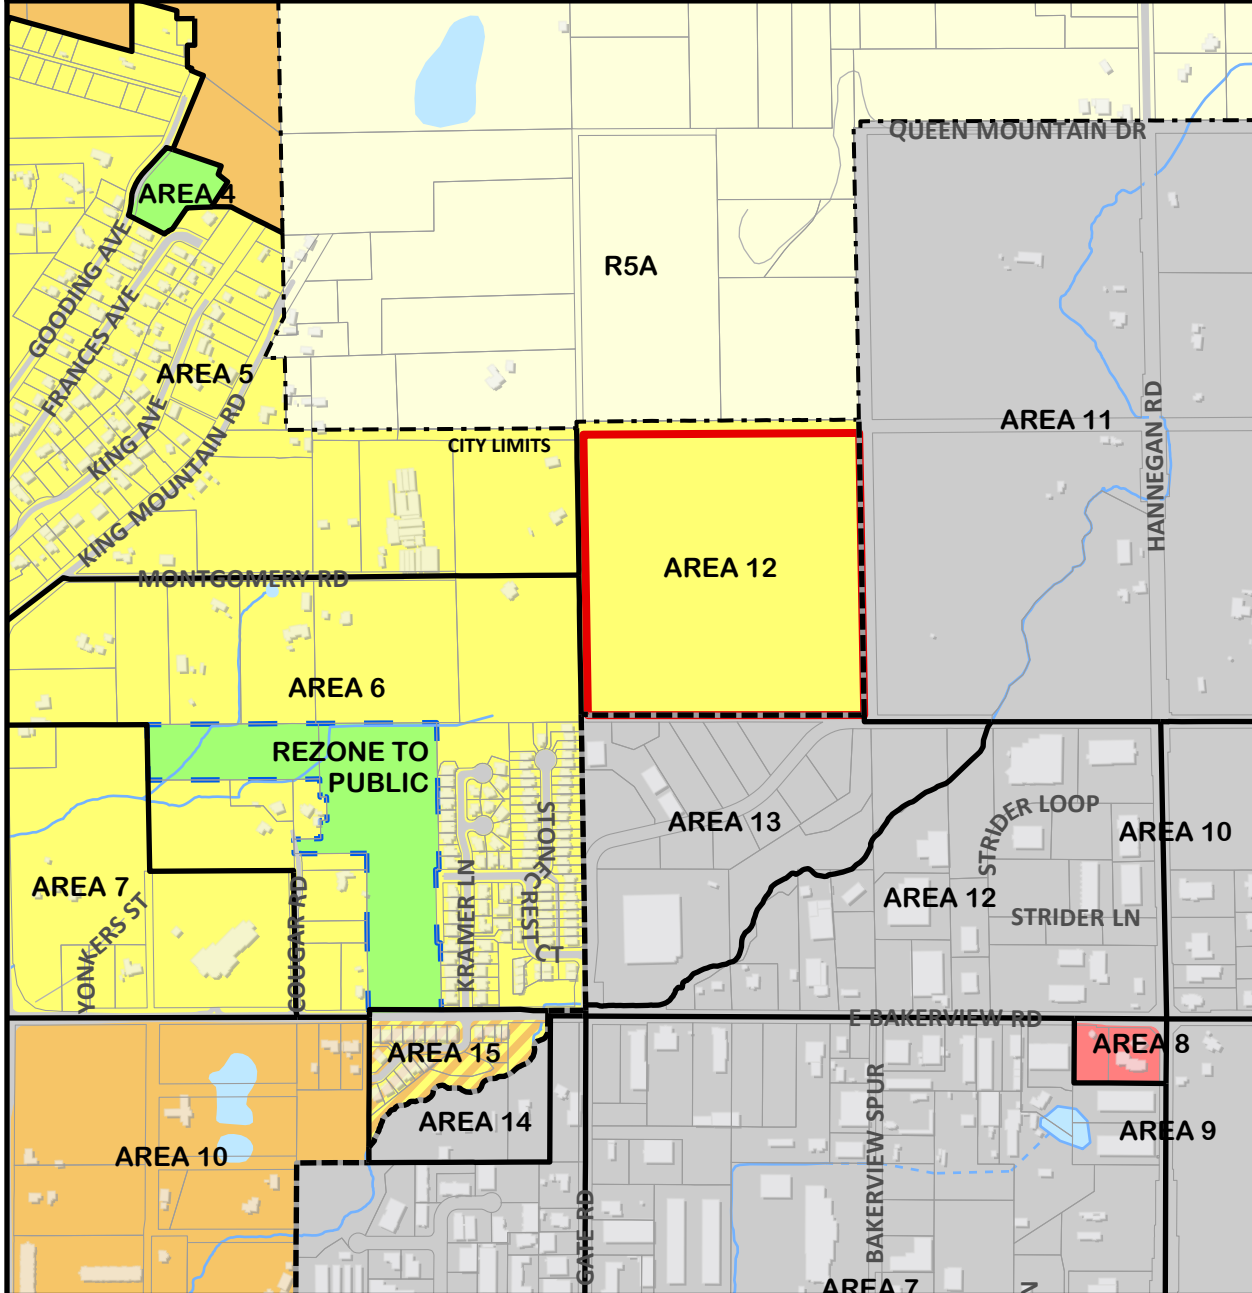 QUEEN MOUNTAIN DR
AREA 4
GOODING AVE
FRANCES AVE
R5A
AREA 5
KING AVE
KING MOUNTAIN RD
CITY LIMITS
AREA 11
HANNEGAN RD
AREA 12
MONTGOMERY RD
AREA 6
REZONE TO
PUBLIC
STONECREST
KRAMER LN
AREA 13
STRIDER LOOP
AREA 10
AREA 7
YONKERS ST
COUGAR RD
AREA 12
STRIDER LN
E BAKERVIEW RD
AREA 8
AREA 15
AREA 14
BAKERVIEW SPUR
AREA 9
AREA 10
GATE RD
AREA 7